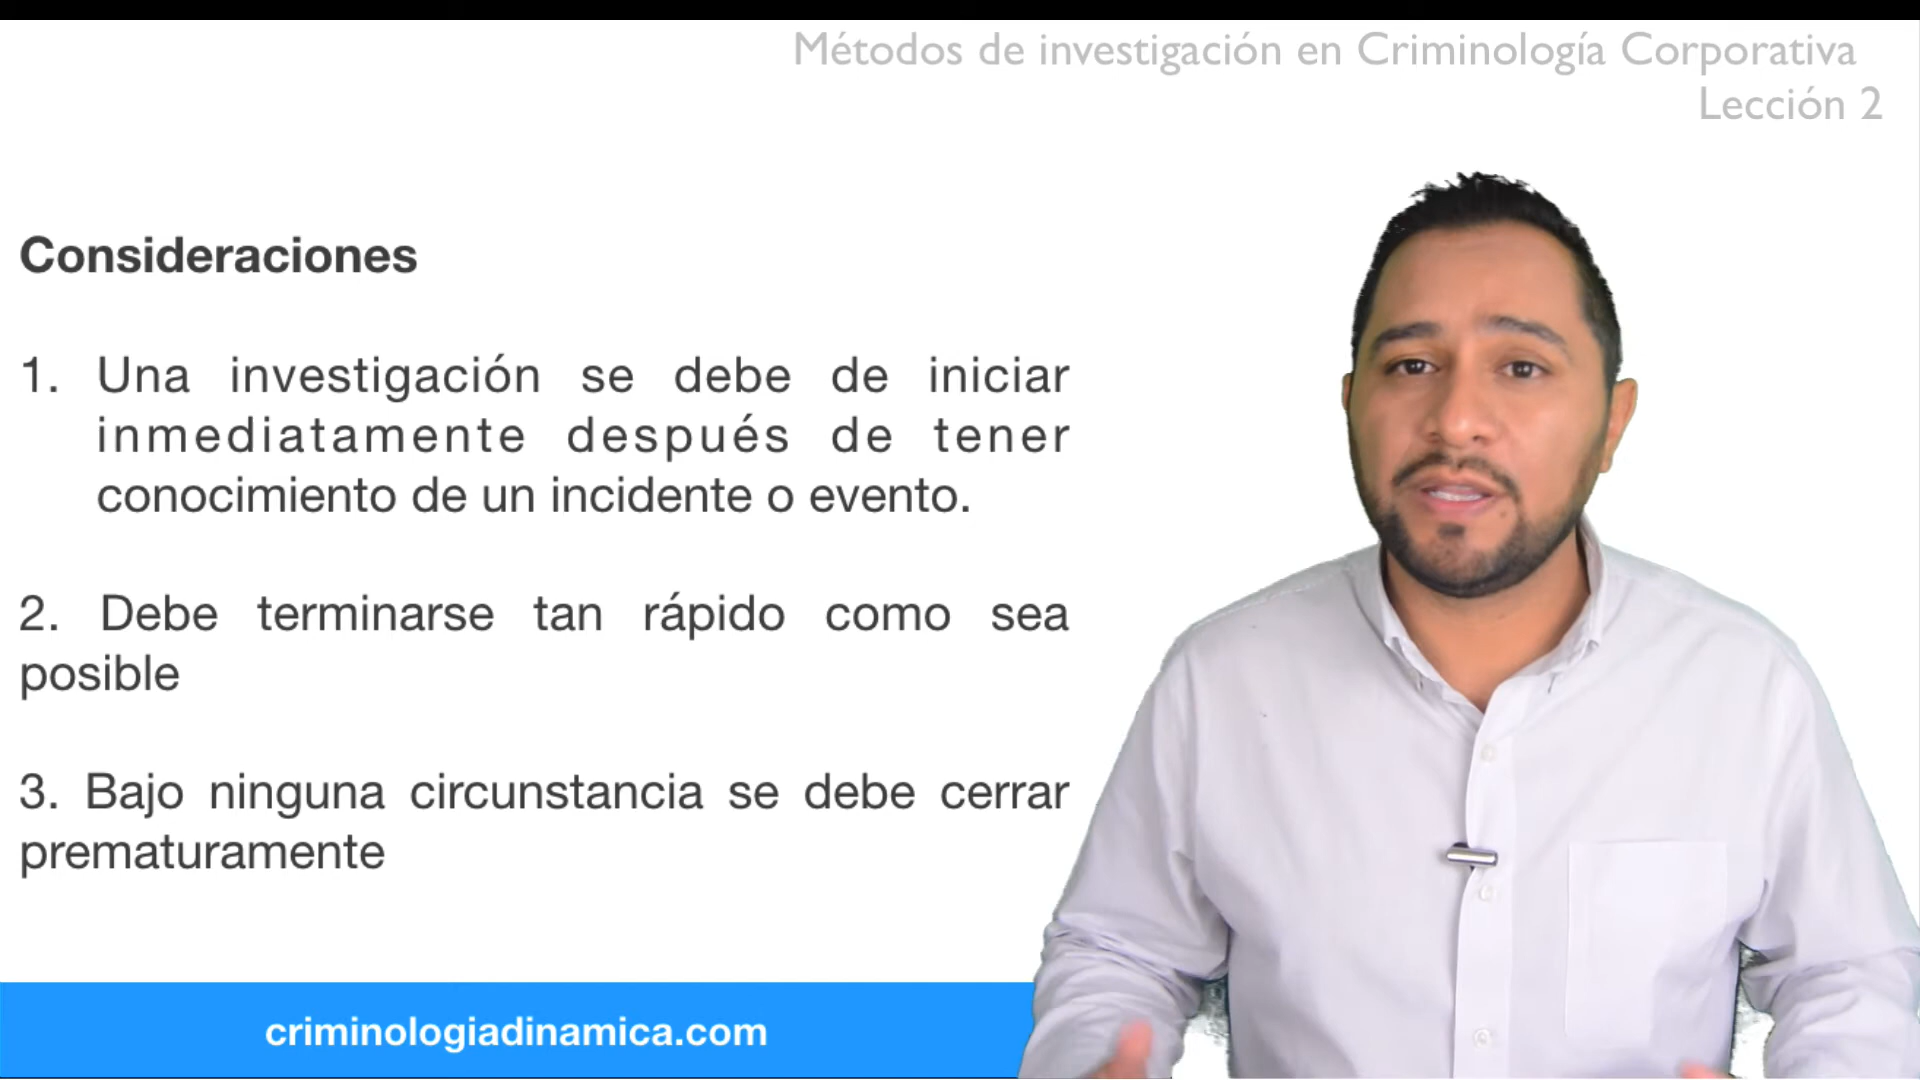 Métodos de investigación en Criminología Corporativa
Lección 2
Consideraciones
1. Una investigación se debe de iniciar
inmediatamente después de tener
conocimiento de un incidente o evento.
2. Debe terminarse tan rápido como sea
posible
3. Bajo ninguna circunstancia se debe cerrar
prematuramente
criminologiadinamica.com